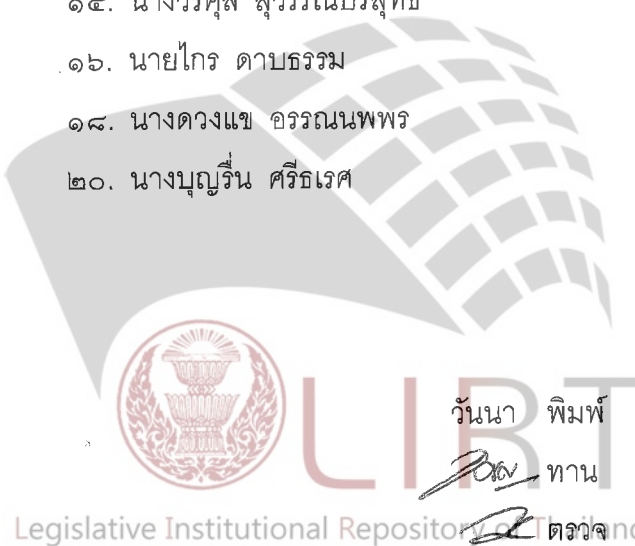 ๑๖. นายไกร ดาบธรรม
๑๘. นางดวงแข อรรณนพพร
๒๐. นางบุญรื่น ศรีธเรศ
LIRT
วันนา พิมพ์
ทาน
ตรวจ
Legislative Institutional Repository of Thailand